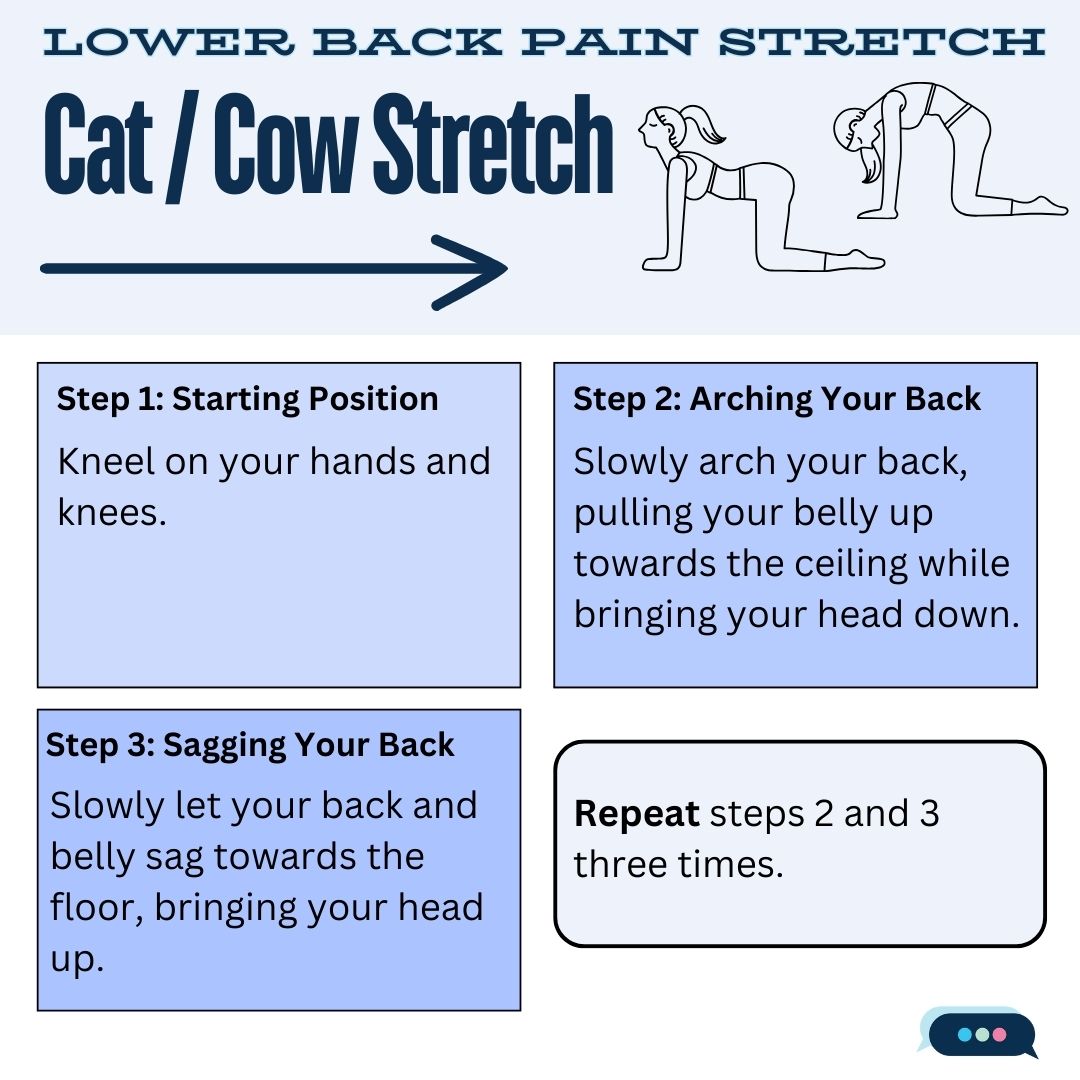 LOWER BACK PAIN STRETCH
Cat / Cow Stretch
Step 1: Starting Position
Kneel on your hands and
knees.
Step 2: Arching Your Back
Slowly arch your back,
pulling your belly up
towards the ceiling while
bringing your head down.
Step 3: Sagging Your Back
Slowly let your back and
belly sag towards the
floor, bringing your head
up.
Repeat steps 2 and 3
three times.